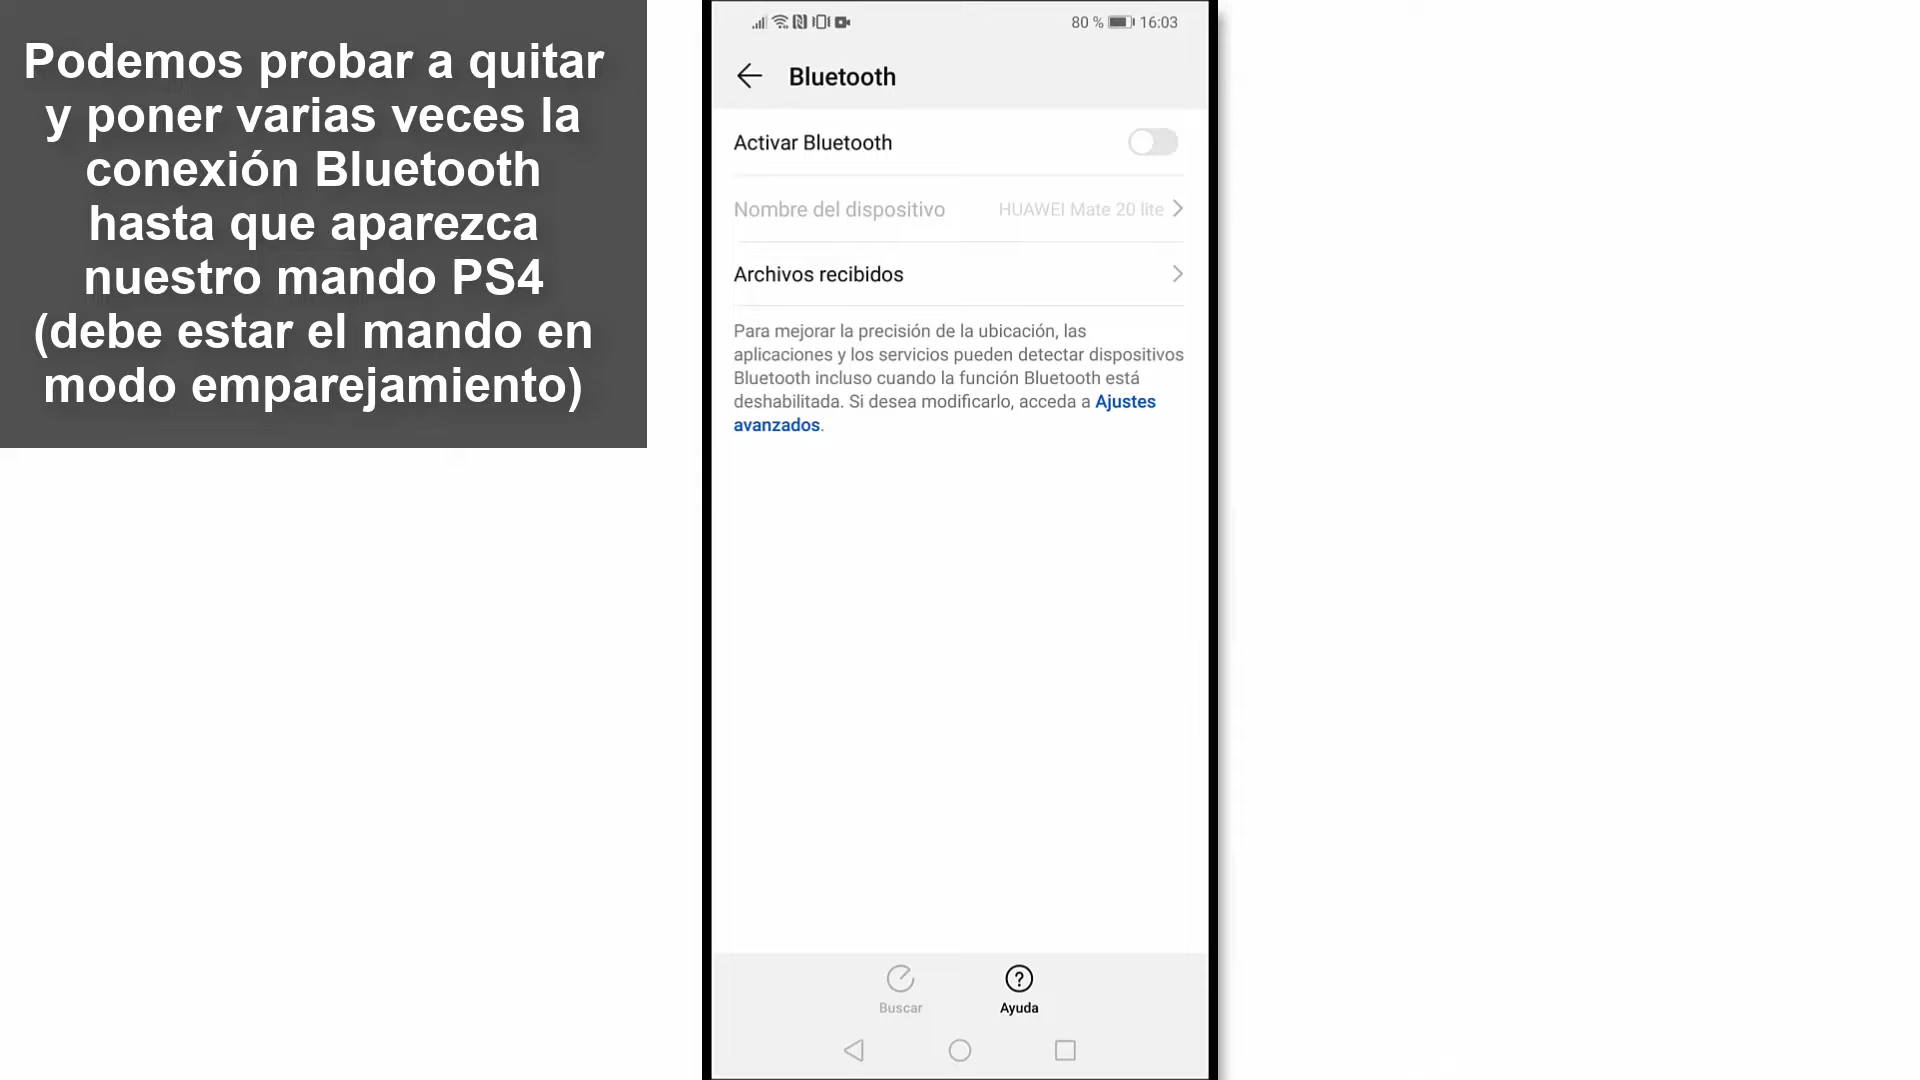 Podemos probar a quitar
y poner varias veces la
conexión Bluetooth
hasta que aparezca
nuestro mando PS4
(debe estar el mando en
modo emparejamiento)
80 % 16:03
Bluetooth
Activar Bluetooth
Nombre del dispositivo HUAWEI Mate 20 lite
Archivos recibidos
Para mejorar la precisión de la ubicación, las
aplicaciones y los servicios pueden detectar dispositivos
Bluetooth incluso cuando la función Bluetooth está
deshabilitada. Si desea modificarlo, acceda a Ajustes
avanzados.
Buscar Ayuda